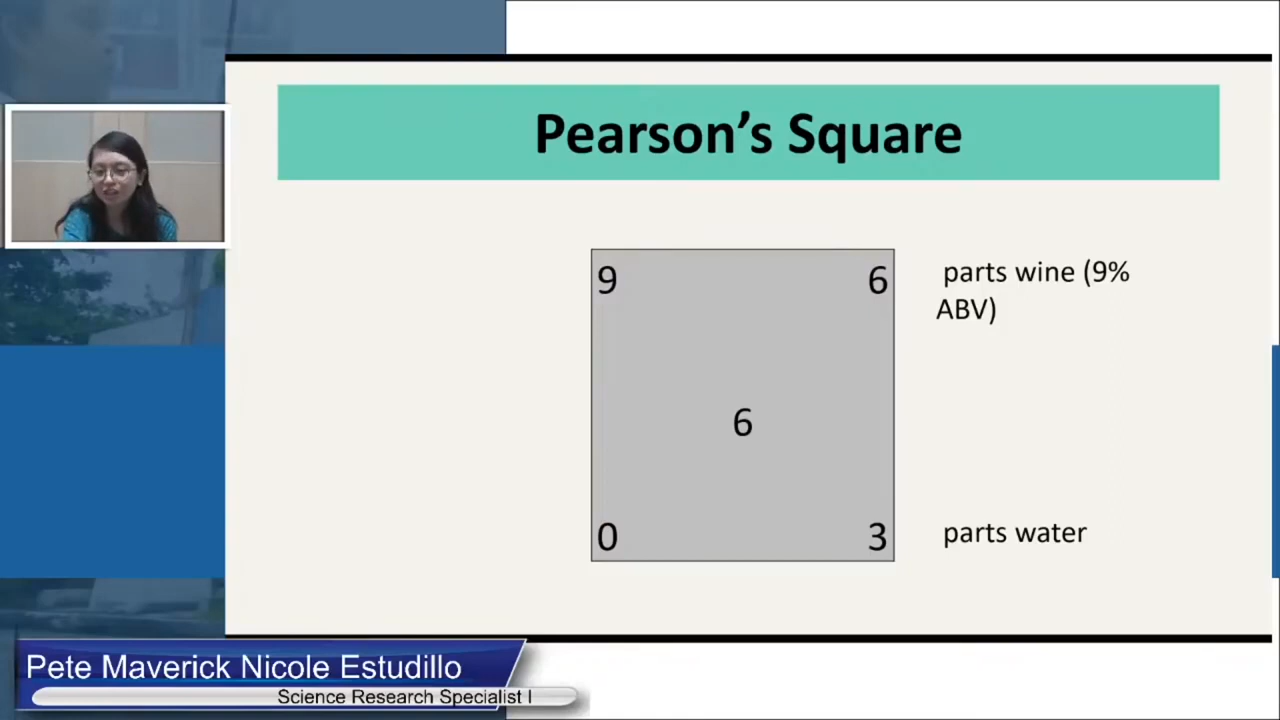 Pearson's Square
9 6 parts wine (9%
ABV)
6
0 3 parts water
Pete Maverick Nicole Estudillo
Science Research Specialist I